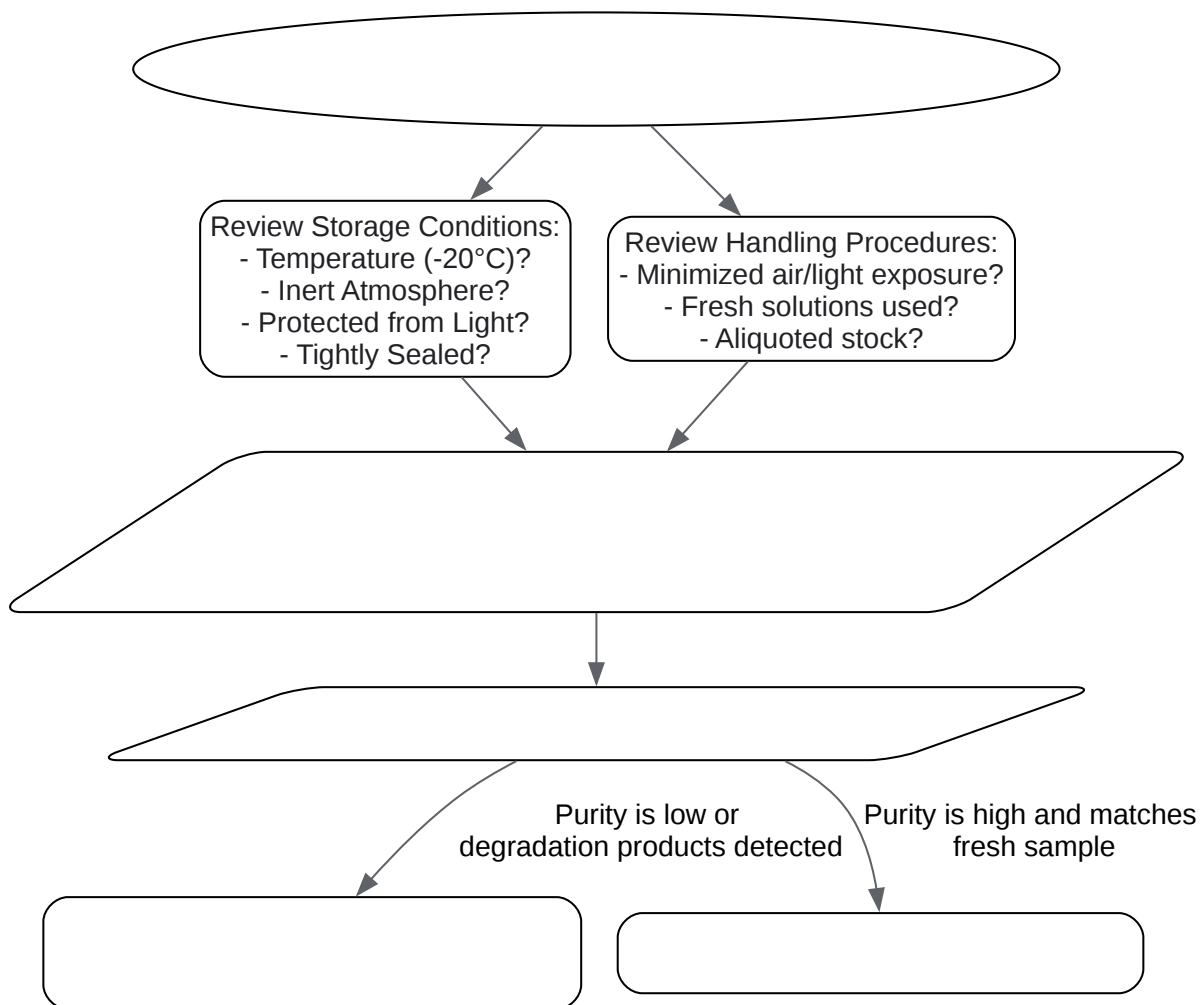 Review Storage Conditions:
- Temperature (-20°C)?
- Inert Atmosphere?
- Protected from Light?
- Tightly Sealed?
Review Handling Procedures:
- Minimized air/light exposure?
- Fresh solutions used?
- Aliquoted stock?
Purity is low or
degradation products detected
Purity is high and matches
fresh sample